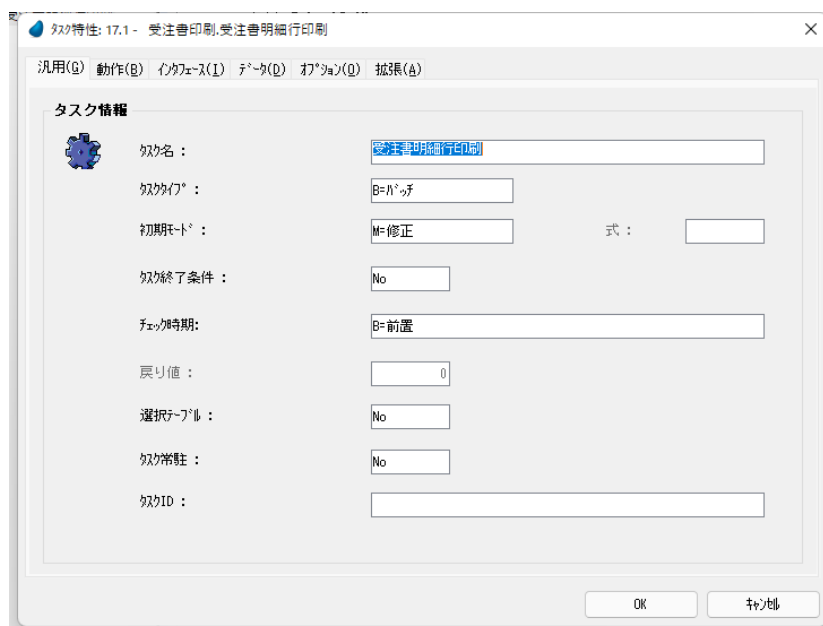 タスク特性: 17.1 - 受注書印刷.受注書明細行印刷
汎用(G) 動作(B) インタフェース(I) データ(D) オプション(O) 拡張(A)
タスク情報
タスク名 : 受注書明細行印刷
タスクタイプ : B=バッチ
初期モード : M=修正 式 :
タスク終了条件 : No
チェック時期: B=前置
戻り値 : 0
選択テーブル : No
タスク常駐 : No
タスクID :
OK キャンセル